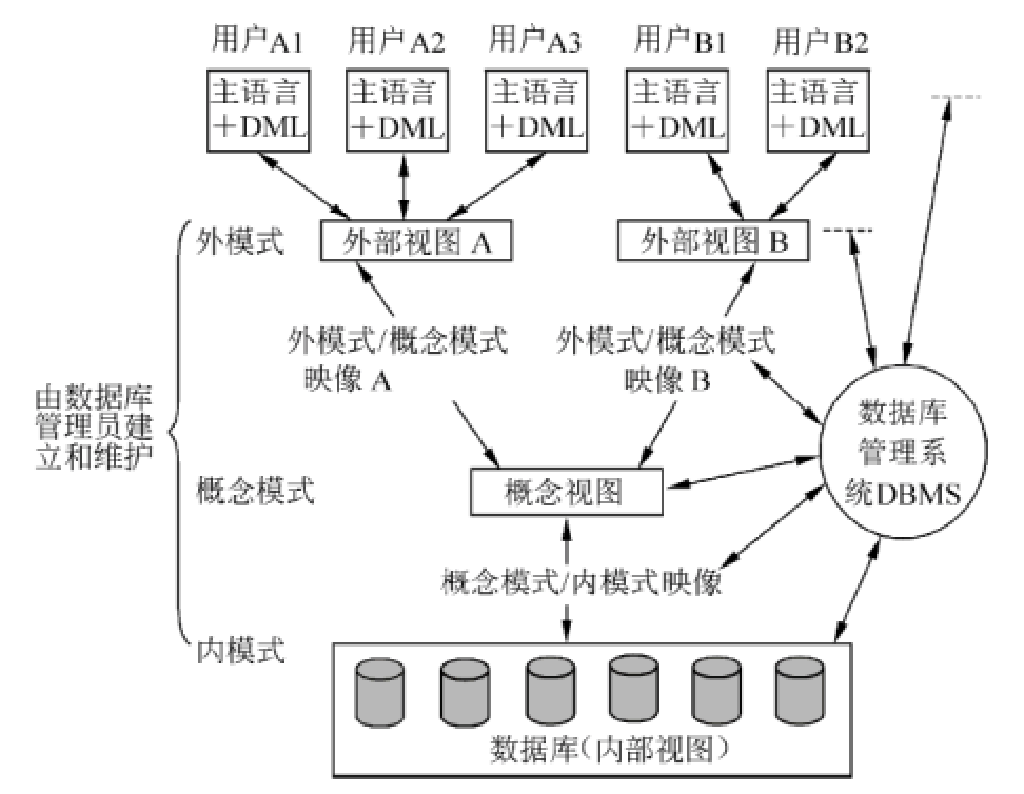 用户A1
用户A2
用户A3
用户B1
用户B2
主语言
+DML
主语言
+DML
主语言
+DML
主语言
+DML
主语言
+DML
外模式
外部视图 A
外部视图 B
外模式/概念模式
映像 A
外模式/概念模式
映像 B
由数据库
管理员建
立和维护
数据库
管理系
统DBMS
概念模式
概念视图
概念模式/内模式映像
内模式
数据库(内部视图)